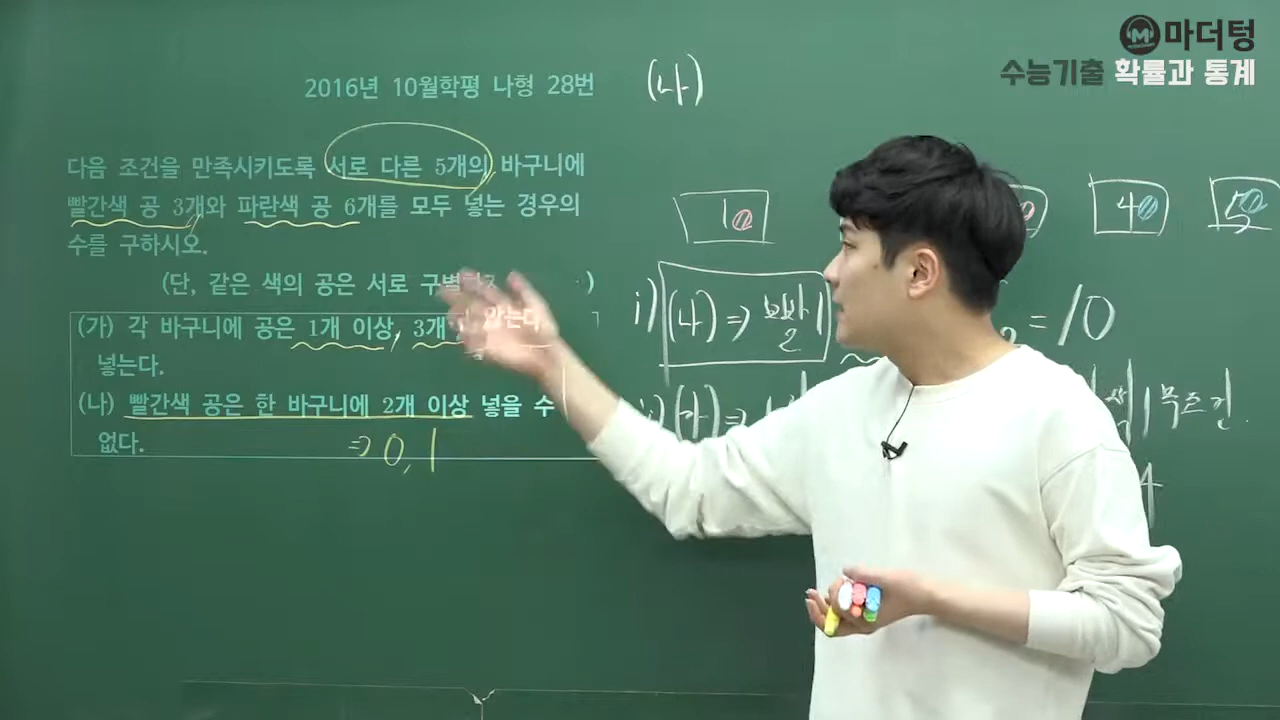 마더텅
수능기출 확률과 통계
2016년 10월학평 나형 28번
다음 조건을 만족시키도록 서로 다른 5개의 바구니에
빨간색 공 3개와 파란색 공 6개를 모두 넣는 경우의
수를 구하시오.
(단, 같은 색의 공은 서로
(가) 각 바구니에 공은 1개 이상, 3개
넣는다.
(나) 빨간색 공은 한 바구니에 2개 이상 넣을 수
없다.
⇒ 0, 1
(나)
1
4
5
i) (나) ⇒ 빨 1
2
= 10
(가) ⇒
1 무조건.
4